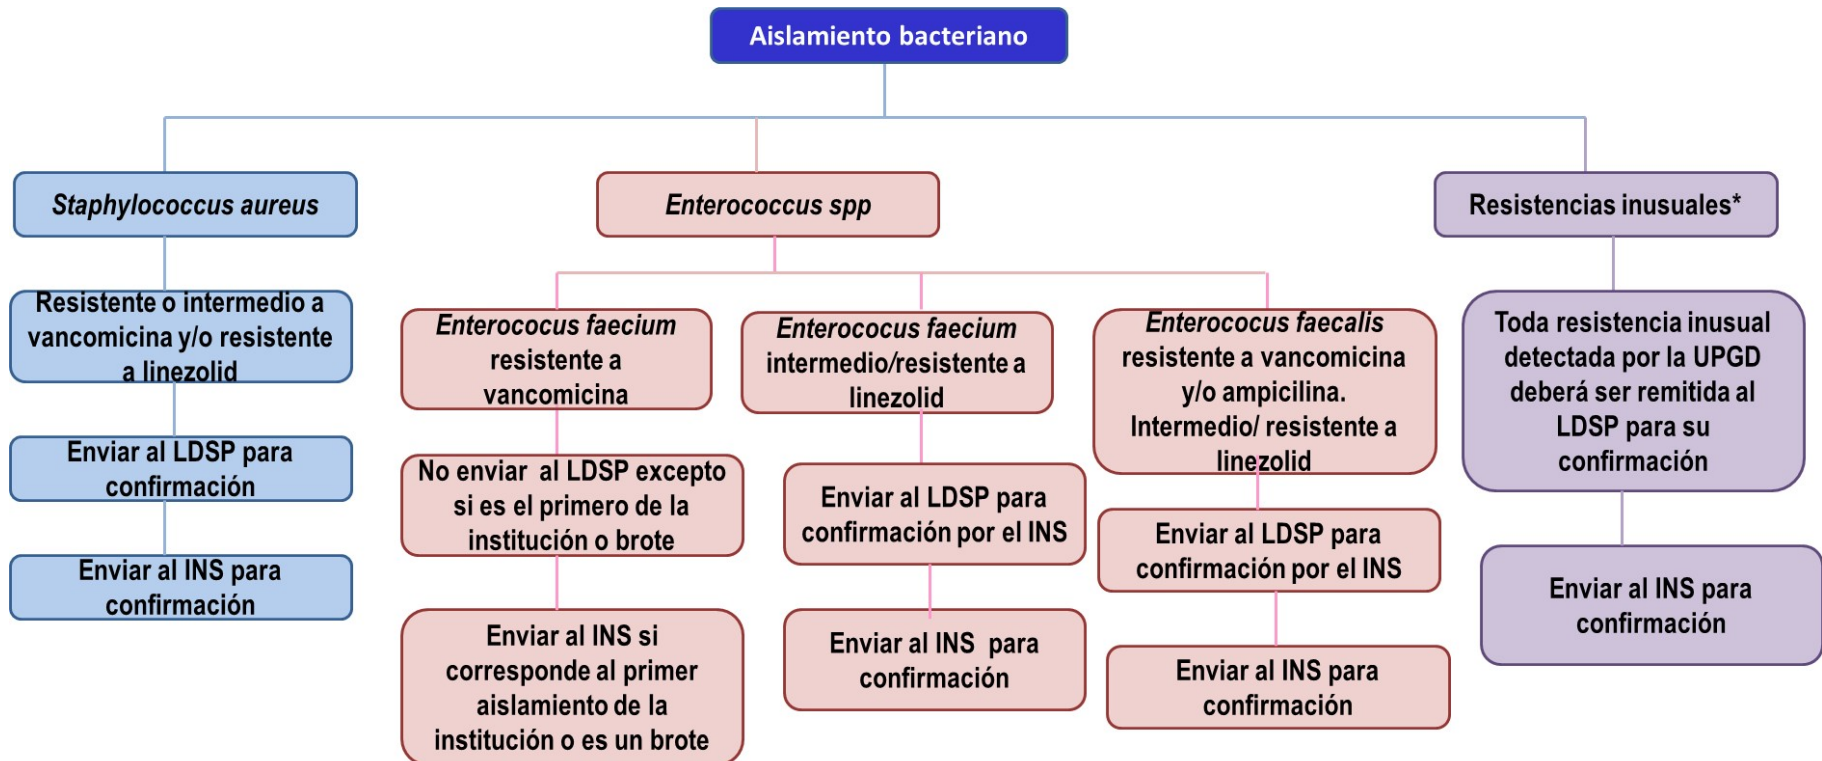 Aislamiento bacteriano
Staphylococcus aureus
Resistente o intermedio a
vancomicina y/o resistente
a linezolid
Enviar al LDSP para
confirmación
Enviar al INS para
confirmación
Enterococcus spp
Enterococus faecium
resistente a
vancomicina
No enviar al LDSP excepto
si es el primero de la
institución o brote
Enviar al INS si
corresponde al primer
aislamiento de la
institución o es un brote
Enterococus faecium
intermedio/resistente a
linezolid
Enviar al LDSP para
confirmación por el INS
Enviar al INS para
confirmación
Enterococus faecalis
resistente a vancomicina
y/o ampicilina.
Intermedio/ resistente a
linezolid
Enviar al LDSP para
confirmación por el INS
Enviar al INS para
confirmación
Resistencias inusuales*
Toda resistencia inusual
detectada por la UPGD
deberá ser remitida al
LDSP para su
confirmación
Enviar al INS para
confirmación